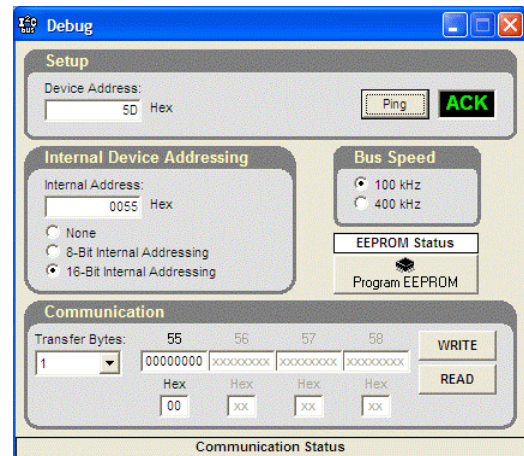 I²C bus Debug
Setup
Device Address:
5D Hex
Ping ACK
Internal Device Addressing
Internal Address:
0055 Hex
None
8-Bit Internal Addressing
16-Bit Internal Addressing
Bus Speed
100 kHz
400 kHz
EEPROM Status
Program EEPROM
Communication
Transfer Bytes: 55 56 57 58
1 00000000 xxxxxxxx xxxxxxxx xxxxxxxx
WRITE
Hex Hex Hex Hex
READ
00 xx xx xx
Communication Status